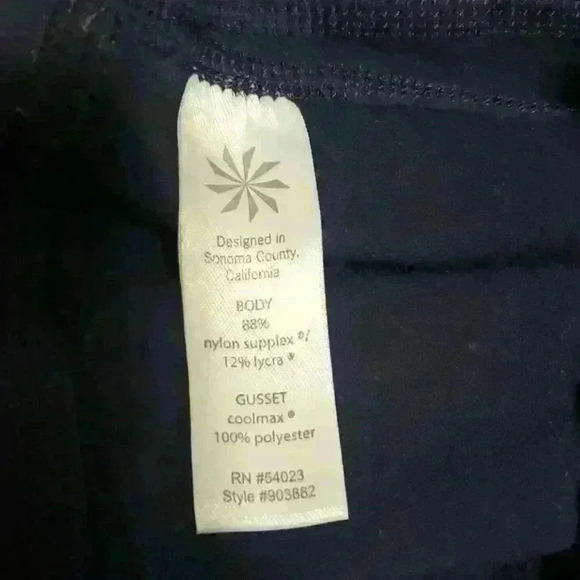 Designed in
Sonoma County,
California
BODY
88%
nylon supplex ®/
12% lycra ®
GUSSET
coolmax ®
100% polyester
RN #54023
Style #903882